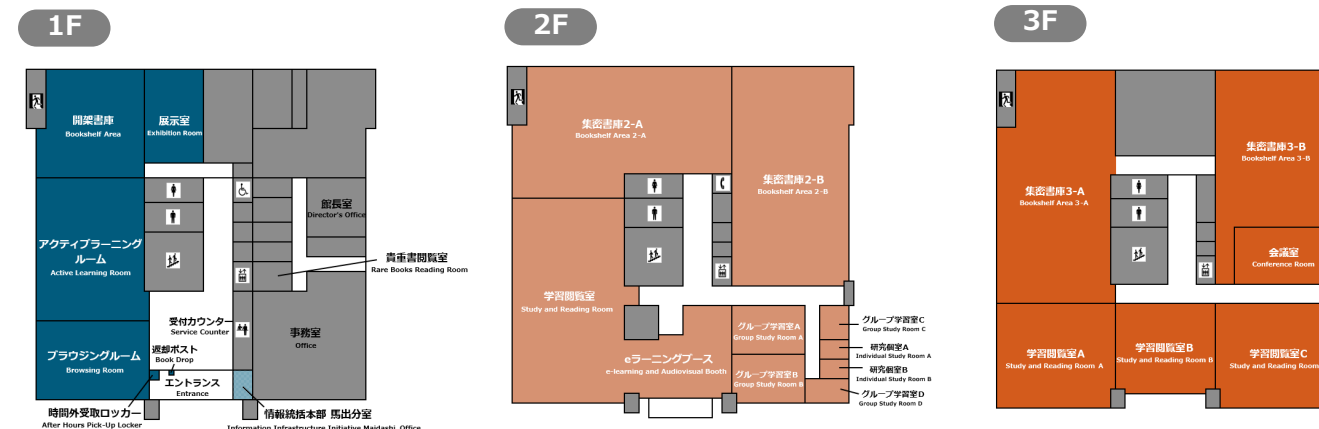 1F
開架書庫
Bookshelf Area
展示室
Exhibition Room
館長室
Director's Office
アクティブラーニング
ルーム
Active Learning Room
貴重書閲覧室
Rare Books Reading Room
受付カウンター
Service Counter
事務室
Office
ブラウジングルーム
Browsing Room
返却ポスト
Book Drop
エントランス
Entrance
時間外受取ロッカー
After Hours Pick-Up Locker
情報統括本部 馬出分室
Information Infrastructure Initiative Maidashi Office
2F
集密書庫2-A
Bookshelf Area 2-A
集密書庫2-B
Bookshelf Area 2-B
学習閲覧室
Study and Reading Room
eラーニングブース
e-learning and Audiovisual Booth
グループ学習室A
Group Study Room A
グループ学習室B
Group Study Room B
グループ学習室C
Group Study Room C
研究個室A
Individual Study Room A
研究個室B
Individual Study Room B
グループ学習室D
Group Study Room D
3F
集密書庫3-A
Bookshelf Area 3-A
集密書庫3-B
Bookshelf Area 3-B
会議室
Conference Room
学習閲覧室A
Study and Reading Room A
学習閲覧室B
Study and Reading Room B
学習閲覧室C
Study and Reading Room